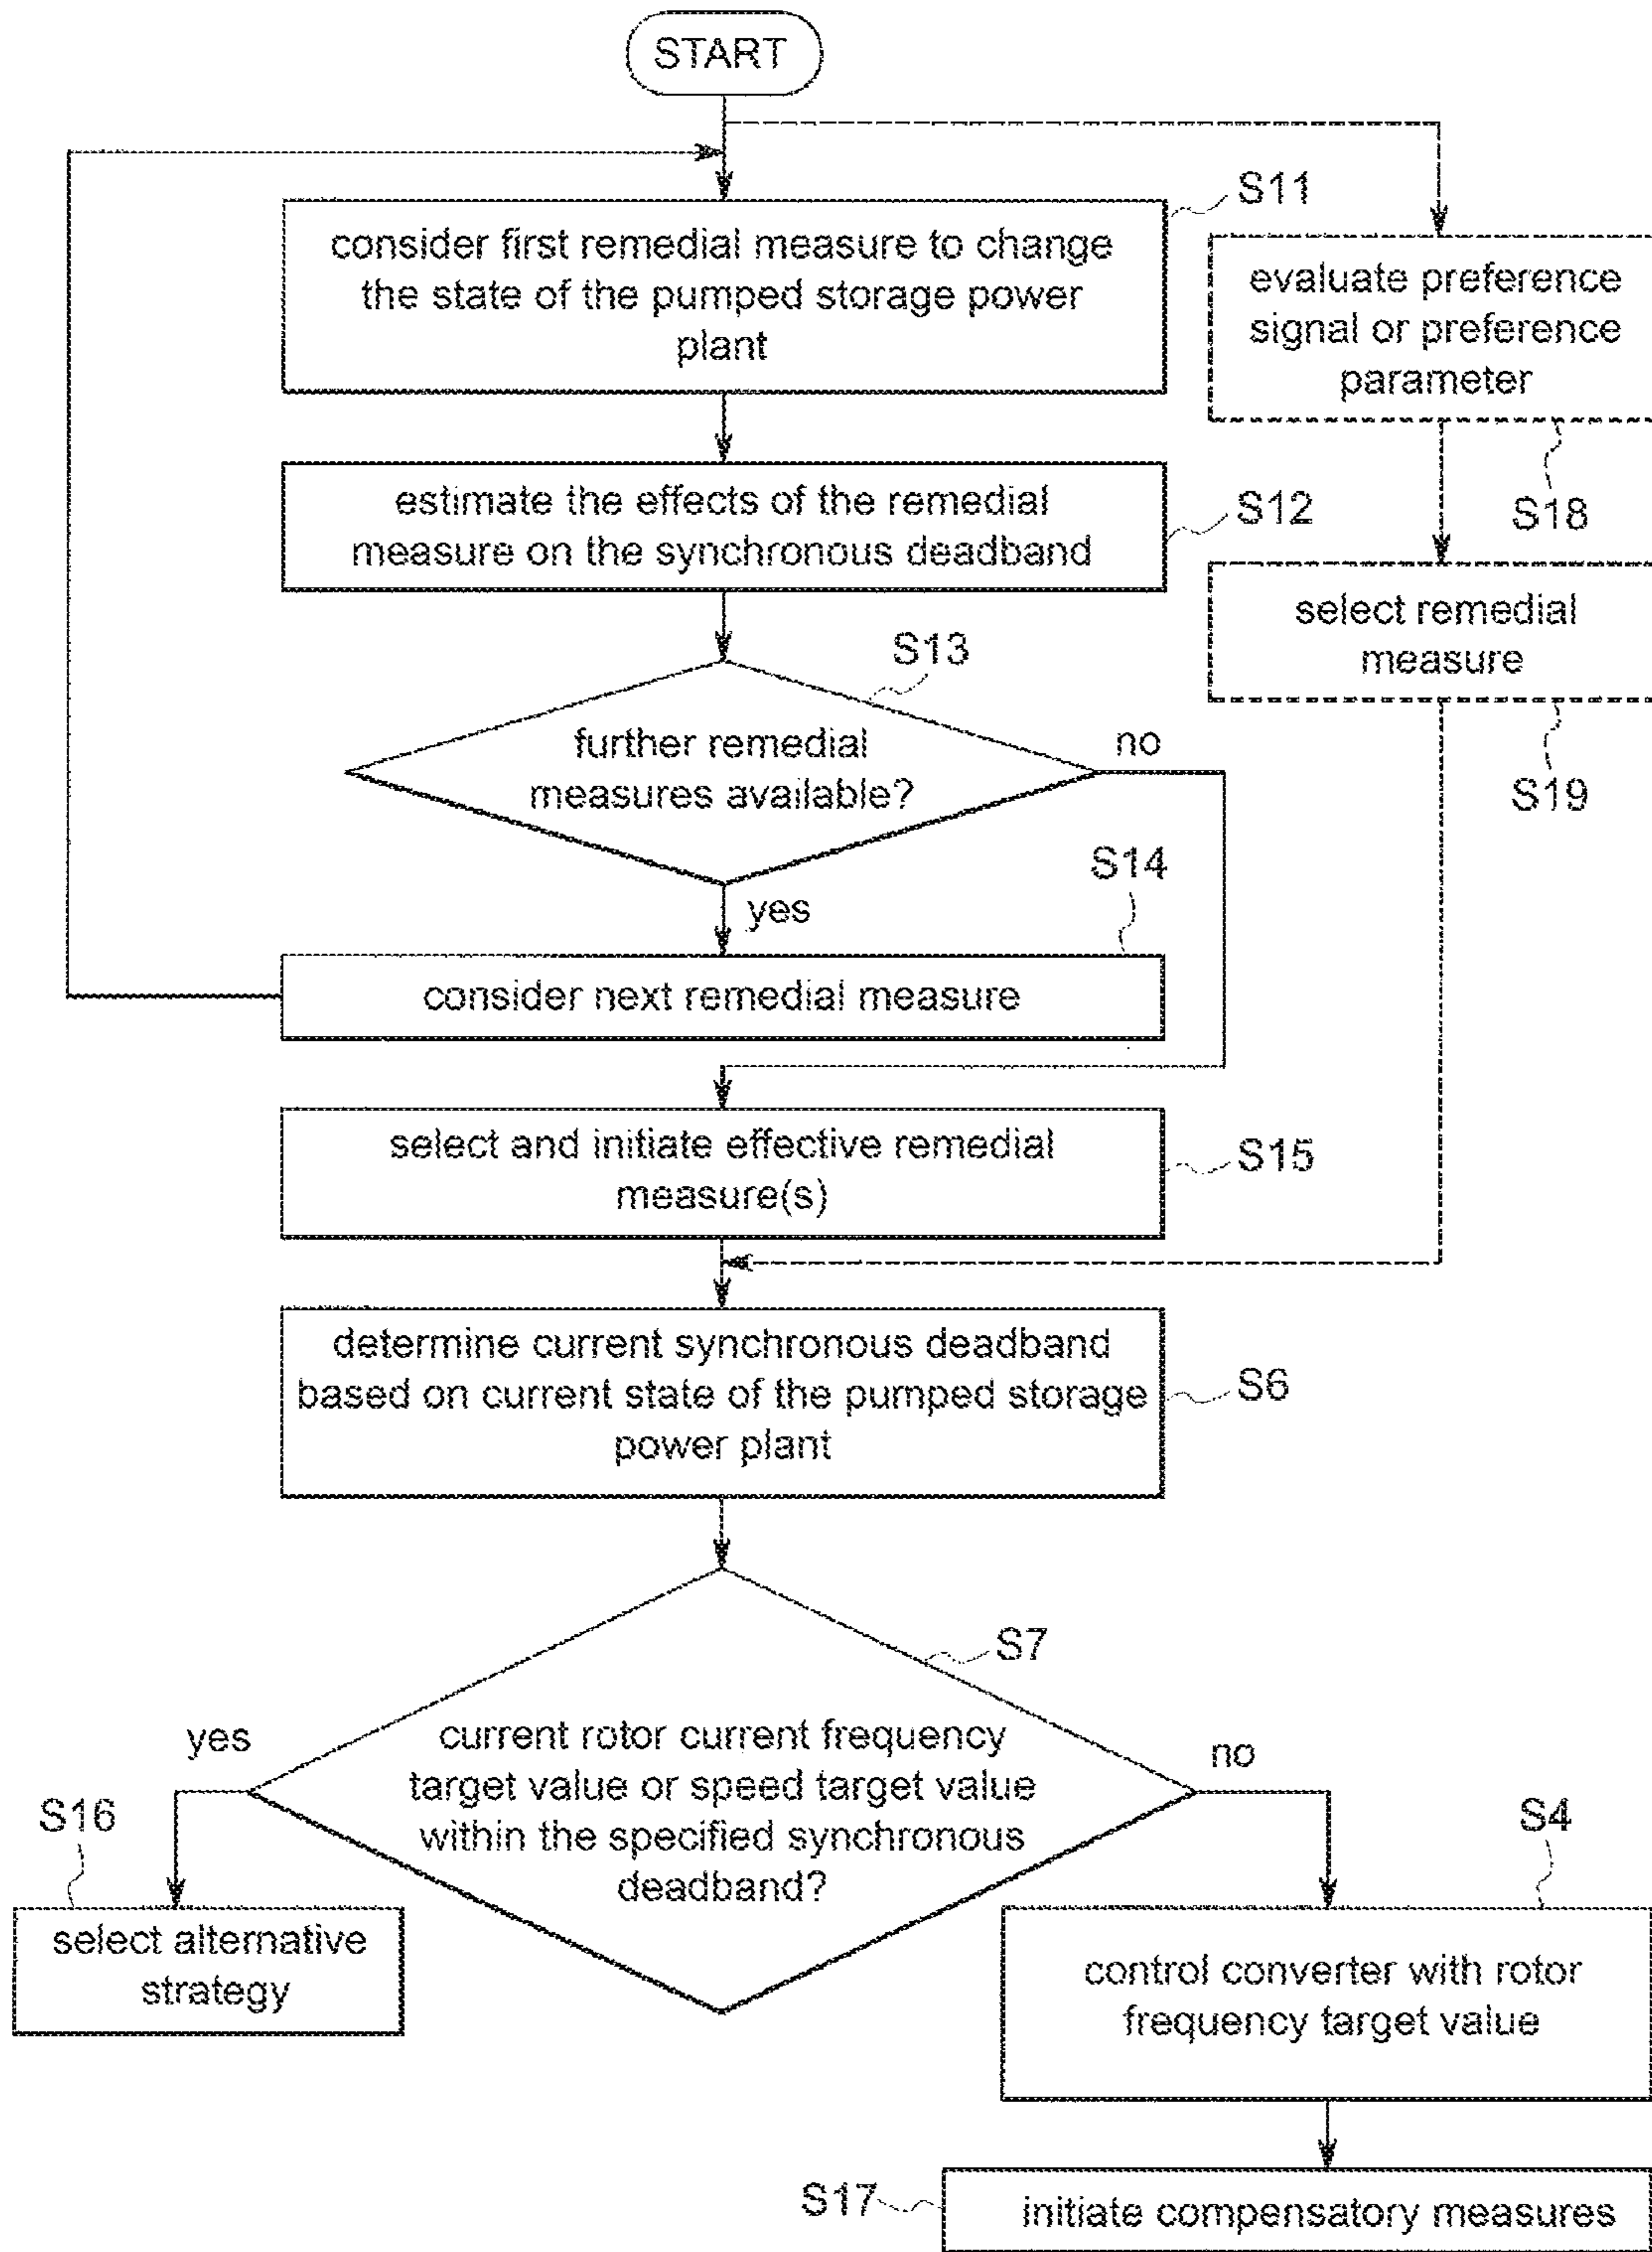 START
S11
consider first remedial measure to change
the state of the pumped storage power
plant
evaluate preference
signal or preference
parameter
S18
estimate the effects of the remedial
measure on the synchronous deadband
S12
select remedial
measure
S19
S13
further remedial
measures available?
no
yes
S14
consider next remedial measure
select and initiate effective remedial
measure(s)
S15
determine current synchronous deadband
based on current state of the pumped storage
power plant
S6
S7
current rotor current frequency
target value or speed target value
within the specified synchronous
deadband?
yes
no
S16
select alternative
strategy
S4
control converter with rotor
frequency target value
S17
initiate compensatory measures